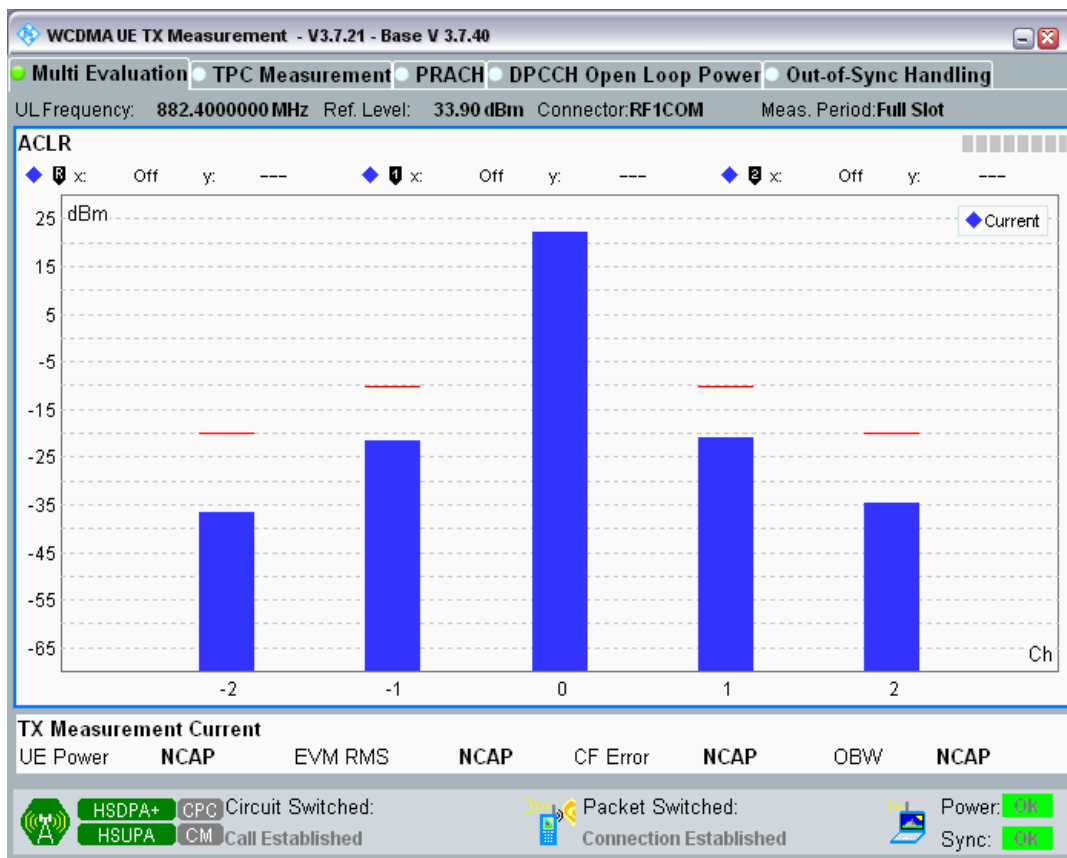 WCDMA UE TX Measurement - V3.7.21 - Base V 3.7.40
Multi Evaluation TPC Measurement PRACH DPCCH Open Loop Power Out-of-Sync Handling
UL Frequency: 882.4000000 MHz Ref. Level: 33.90 dBm Connector:RF1COM Meas. Period:Full Slot
ACLR
R x: Off y: --- 1 x: Off y: --- 2 x: Off y: ---
dBm
Current
25
15
5
-5
-15
-25
-35
-45
-55
-65
Ch
-2 -1 0 1 2
TX Measurement Current
UE Power NCAP EVM RMS NCAP CF Error NCAP OBW NCAP
HSDPA+ CPC Circuit Switched: Packet Switched: Power: Ok
HSUPA CM Call Established Connection Established Sync: Ok